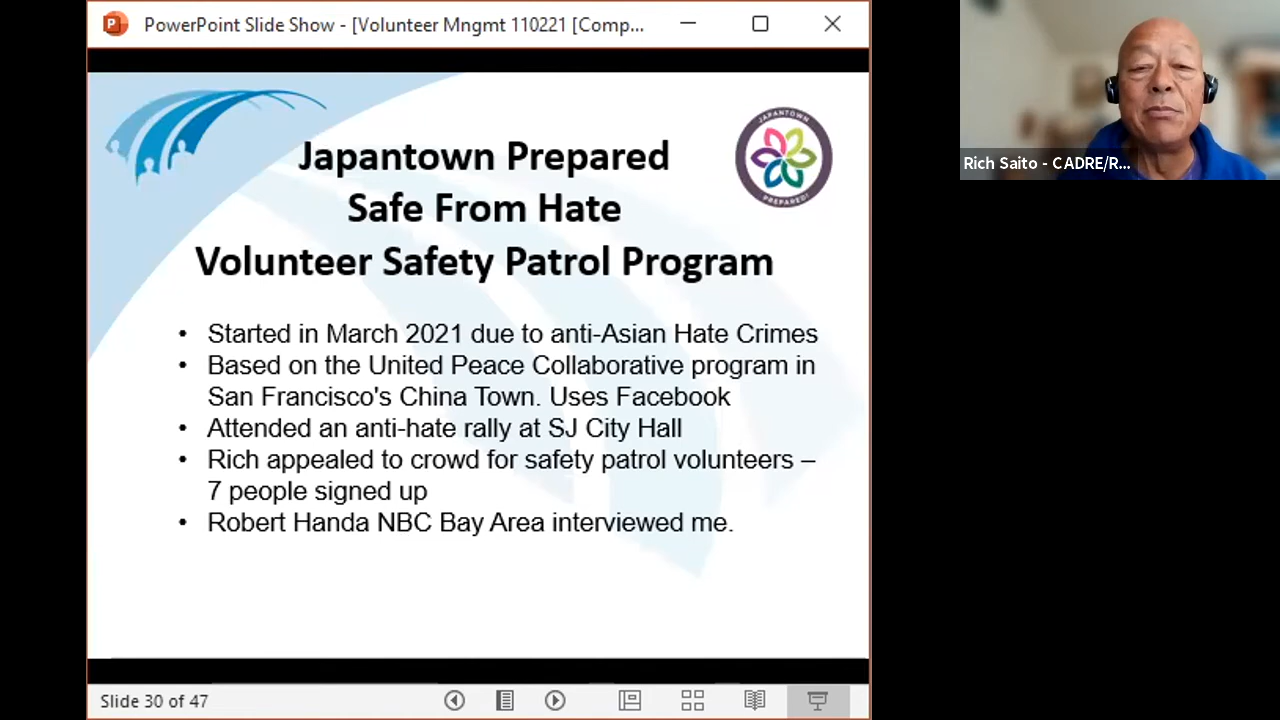 PowerPoint Slide Show - [Volunteer Mngmt 110221 [Comp...
Japantown Prepared
Safe From Hate
Volunteer Safety Patrol Program
JAPANTOWN
PREPARED!
• Started in March 2021 due to anti-Asian Hate Crimes
• Based on the United Peace Collaborative program in
San Francisco's China Town. Uses Facebook
• Attended an anti-hate rally at SJ City Hall
• Rich appealed to crowd for safety patrol volunteers –
7 people signed up
• Robert Handa NBC Bay Area interviewed me.
Slide 30 of 47
Rich Saito - CADRE/R...